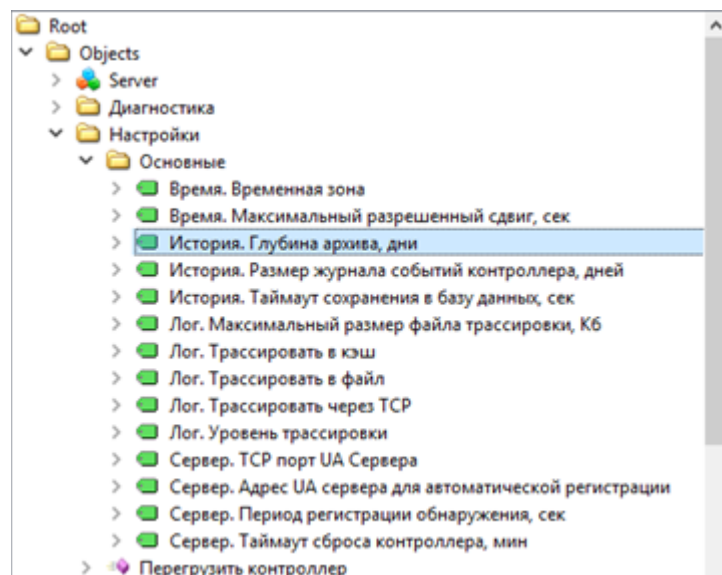 Root
Objects
Server
Диагностика
Настройки
Основные
Время. Временная зона
Время. Максимальный разрешенный сдвиг, сек
История. Глубина архива, дни
История. Размер журнала событий контроллера, дней
История. Таймаут сохранения в базу данных, сек
Лог. Максимальный размер файла трассировки, Кб
Лог. Трассировать в кэш
Лог. Трассировать в файл
Лог. Трассировать через TCP
Лог. Уровень трассировки
Сервер. TCP порт UA Сервера
Сервер. Адрес UA сервера для автоматической регистрации
Сервер. Период регистрации обнаружения, сек
Сервер. Таймаут сброса контроллера, мин
Перегрузить контроллер